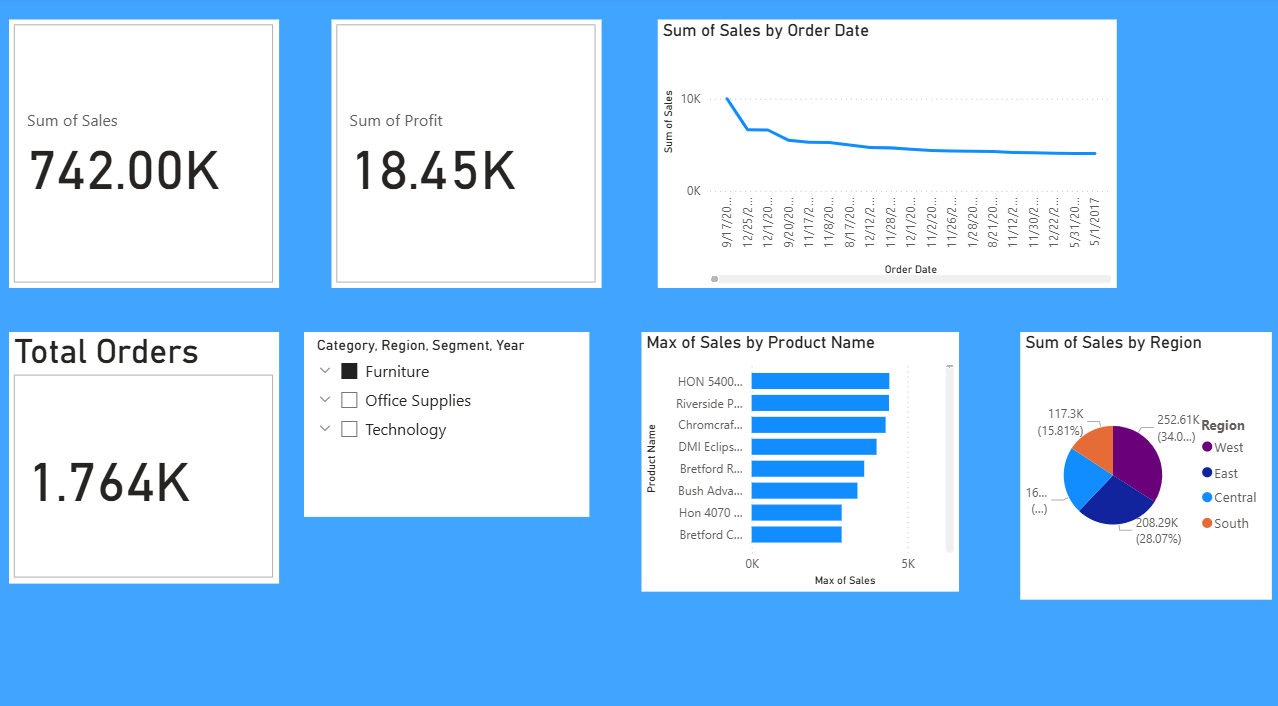 Sum of Sales
742.00K
Sum of Profit
18.45K
Sum of Sales by Order Date
Sum of Sales
10K
0K
9/17/20...
12/25/2...
12/1/20...
9/20/20...
11/17/2...
11/8/20...
8/17/20...
12/12/2...
11/28/2...
12/1/20...
11/2/20...
11/26/2...
1/28/20...
8/21/20...
11/12/2...
11/30/2...
12/22/2...
5/31/20...
5/1/2017
Order Date
Total Orders
1.764K
Category, Region, Segment, Year
Furniture
Office Supplies
Technology
Max of Sales by Product Name
Product Name
HON 5400...
Riverside P...
Chromcraf...
DMI Eclips...
Bretford R...
Bush Adva...
Hon 4070 ...
Bretford C...
0K
5K
Max of Sales
Sum of Sales by Region
117.3K
(15.81%)
252.61K
(34.0...)
16...
(...)
208.29K
(28.07%)
Region
West
East
Central
South